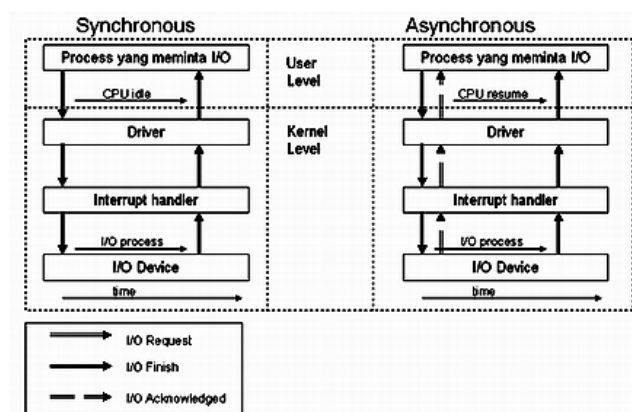 Synchronous
Asynchronous
Process yang meminta I/O
User
Level
Process yang meminta I/O
CPU idle
CPU resume
Driver
Kernel
Level
Driver
Interrupt handler
Interrupt handler
I/O process
I/O process
I/O Device
I/O Device
time
time
I/O Request
I/O Finish
I/O Acknowledged